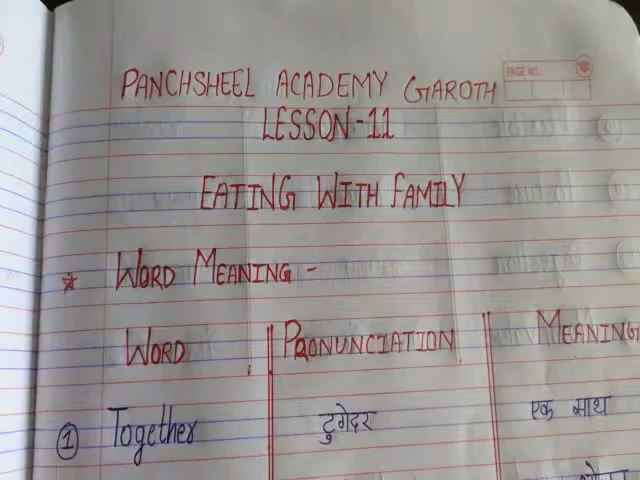 PAGE NO.:
PANCHSHEEL ACADEMY GAROTH
LESSON-11
EATING WITH FAMILY
* WORD MEANING -
WORD PRONUNCIATION MEANING
1 Together टुगेदर एक साथ